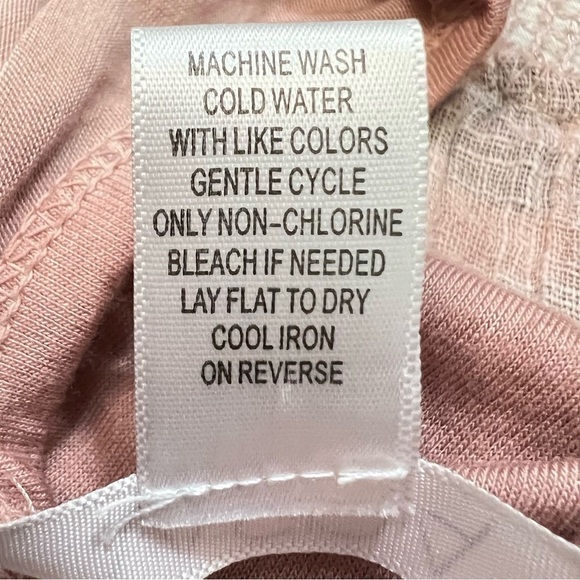 MACHINE WASH
COLD WATER
WITH LIKE COLORS
GENTLE CYCLE
ONLY NON-CHLORINE
BLEACH IF NEEDED
LAY FLAT TO DRY
COOL IRON
ON REVERSE